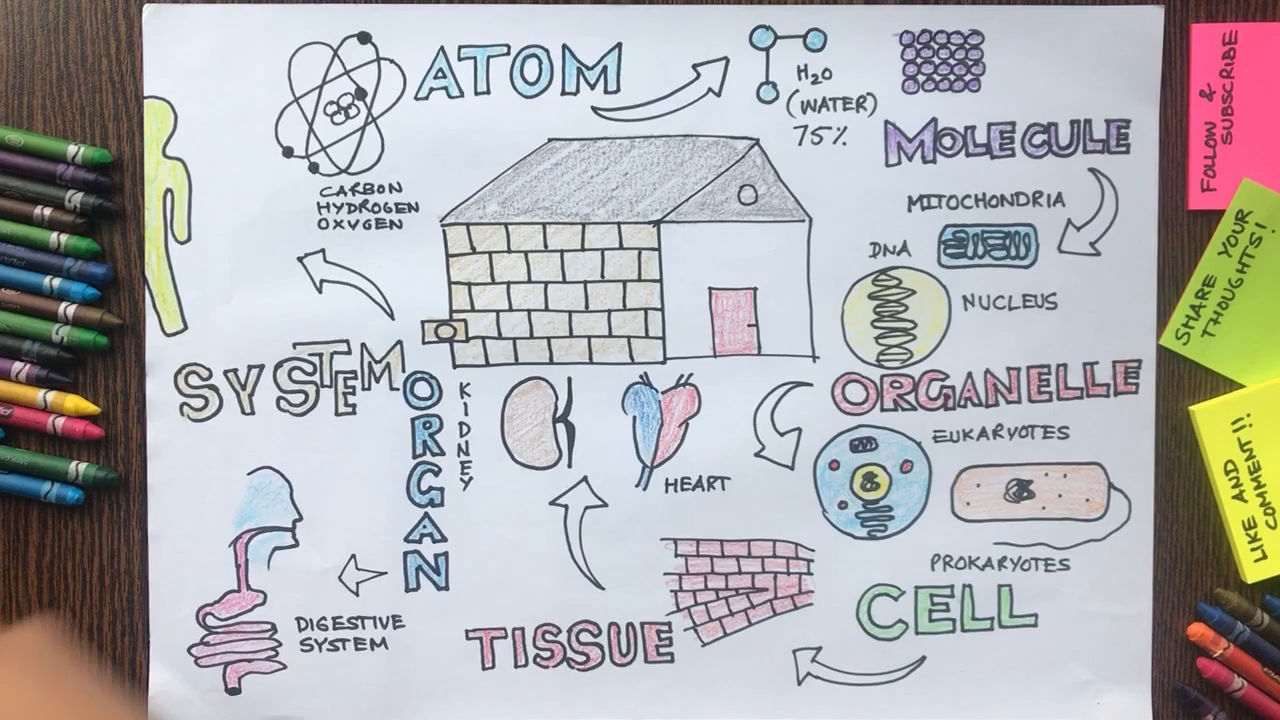 ATOM
CARBON
HYDROGEN
OXYGEN
H2O
(WATER)
75%
MOLECULE
MITOCHONDRIA
DNA
NUCLEUS
ORGANELLE
EUKARYOTES
PROKARYOTES
CELL
TISSUE
HEART
KIDNEY
ORGAN
DIGESTIVE
SYSTEM
SYSTEM
FOLLOW &
SUBSCRIBE
SHARE YOUR
THOUGHTS!
LIKE AND
COMMENT!!